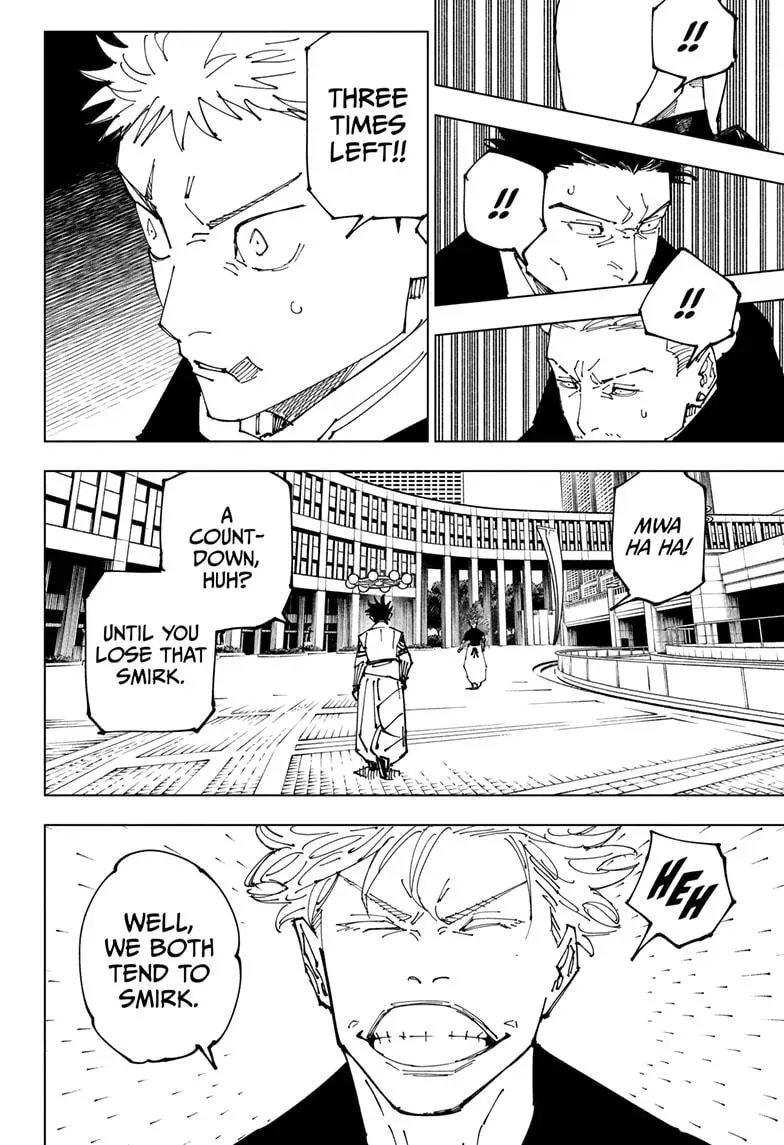 !!
!!
!!
THREE
TIMES
LEFT!!
MWA
HA HA!
A
COUNT-
DOWN,
HUH?
UNTIL YOU
LOSE THAT
SMIRK.
HEH
WELL,
WE BOTH
TEND TO
SMIRK.